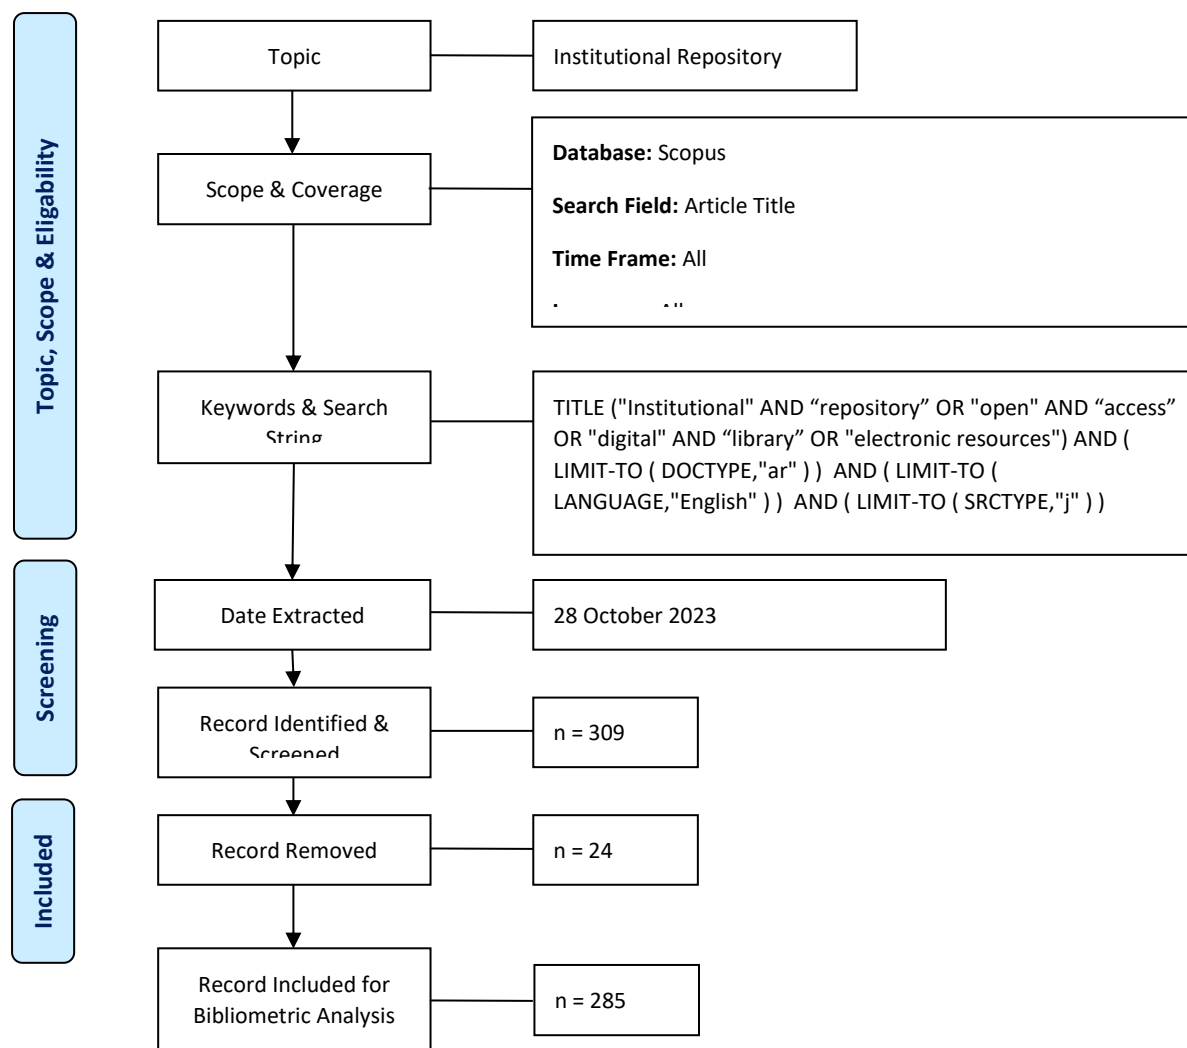 Topic, Scope & Eligability
Topic
Institutional Repository
Scope & Coverage
Database: Scopus
Search Field: Article Title
Time Frame: All
All
Keywords & Search
String
TITLE ("Institutional" AND “repository” OR "open" AND “access”
OR "digital" AND “library” OR "electronic resources") AND (
LIMIT-TO ( DOCTYPE,"ar" ) ) AND ( LIMIT-TO (
LANGUAGE,"English" ) ) AND ( LIMIT-TO ( SRCTYPE,"j" ) )
Screening
Date Extracted
28 October 2023
Record Identified &
Screened
n = 309
Included
Record Removed
n = 24
Record Included for
Bibliometric Analysis
n = 285